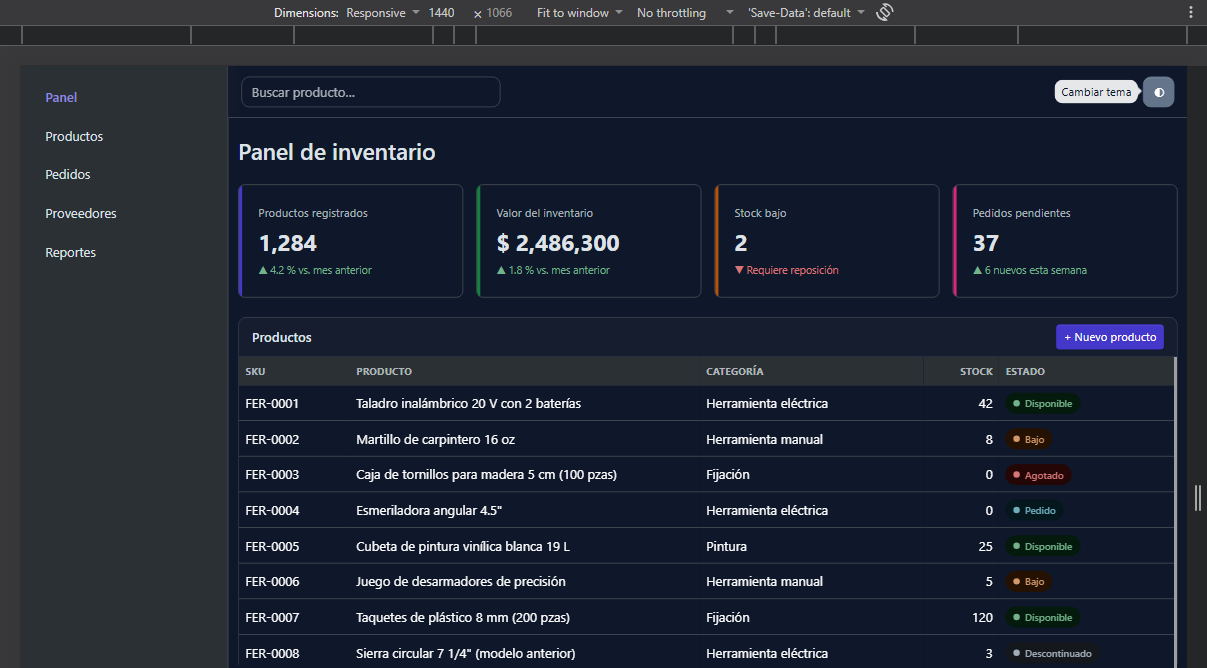 Dimensions: Responsive 1440 × 1066 Fit to window No throttling 'Save-Data': default
Panel
Productos
Pedidos
Proveedores
Reportes
Buscar producto...
Cambiar tema
Panel de inventario
Productos registrados
1,284
▲ 4.2 % vs. mes anterior
Valor del inventario
$ 2,486,300
▲ 1.8 % vs. mes anterior
Stock bajo
2
▼ Requiere reposición
Pedidos pendientes
37
▲ 6 nuevos esta semana
Productos
+ Nuevo producto
SKU PRODUCTO CATEGORÍA STOCK ESTADO
FER-0001 Taladro inalámbrico 20 V con 2 baterías Herramienta eléctrica 42 Disponible
FER-0002 Martillo de carpintero 16 oz Herramienta manual 8 Bajo
FER-0003 Caja de tornillos para madera 5 cm (100 pzas) Fijación 0 Agotado
FER-0004 Esmeriladora angular 4.5" Herramienta eléctrica 0 Pedido
FER-0005 Cubeta de pintura vinílica blanca 19 L Pintura 25 Disponible
FER-0006 Juego de desarmadores de precisión Herramienta manual 5 Bajo
FER-0007 Taquetes de plástico 8 mm (200 pzas) Fijación 120 Disponible
FER-0008 Sierra circular 7 1/4" (modelo anterior) Herramienta eléctrica 3 Descontinuado